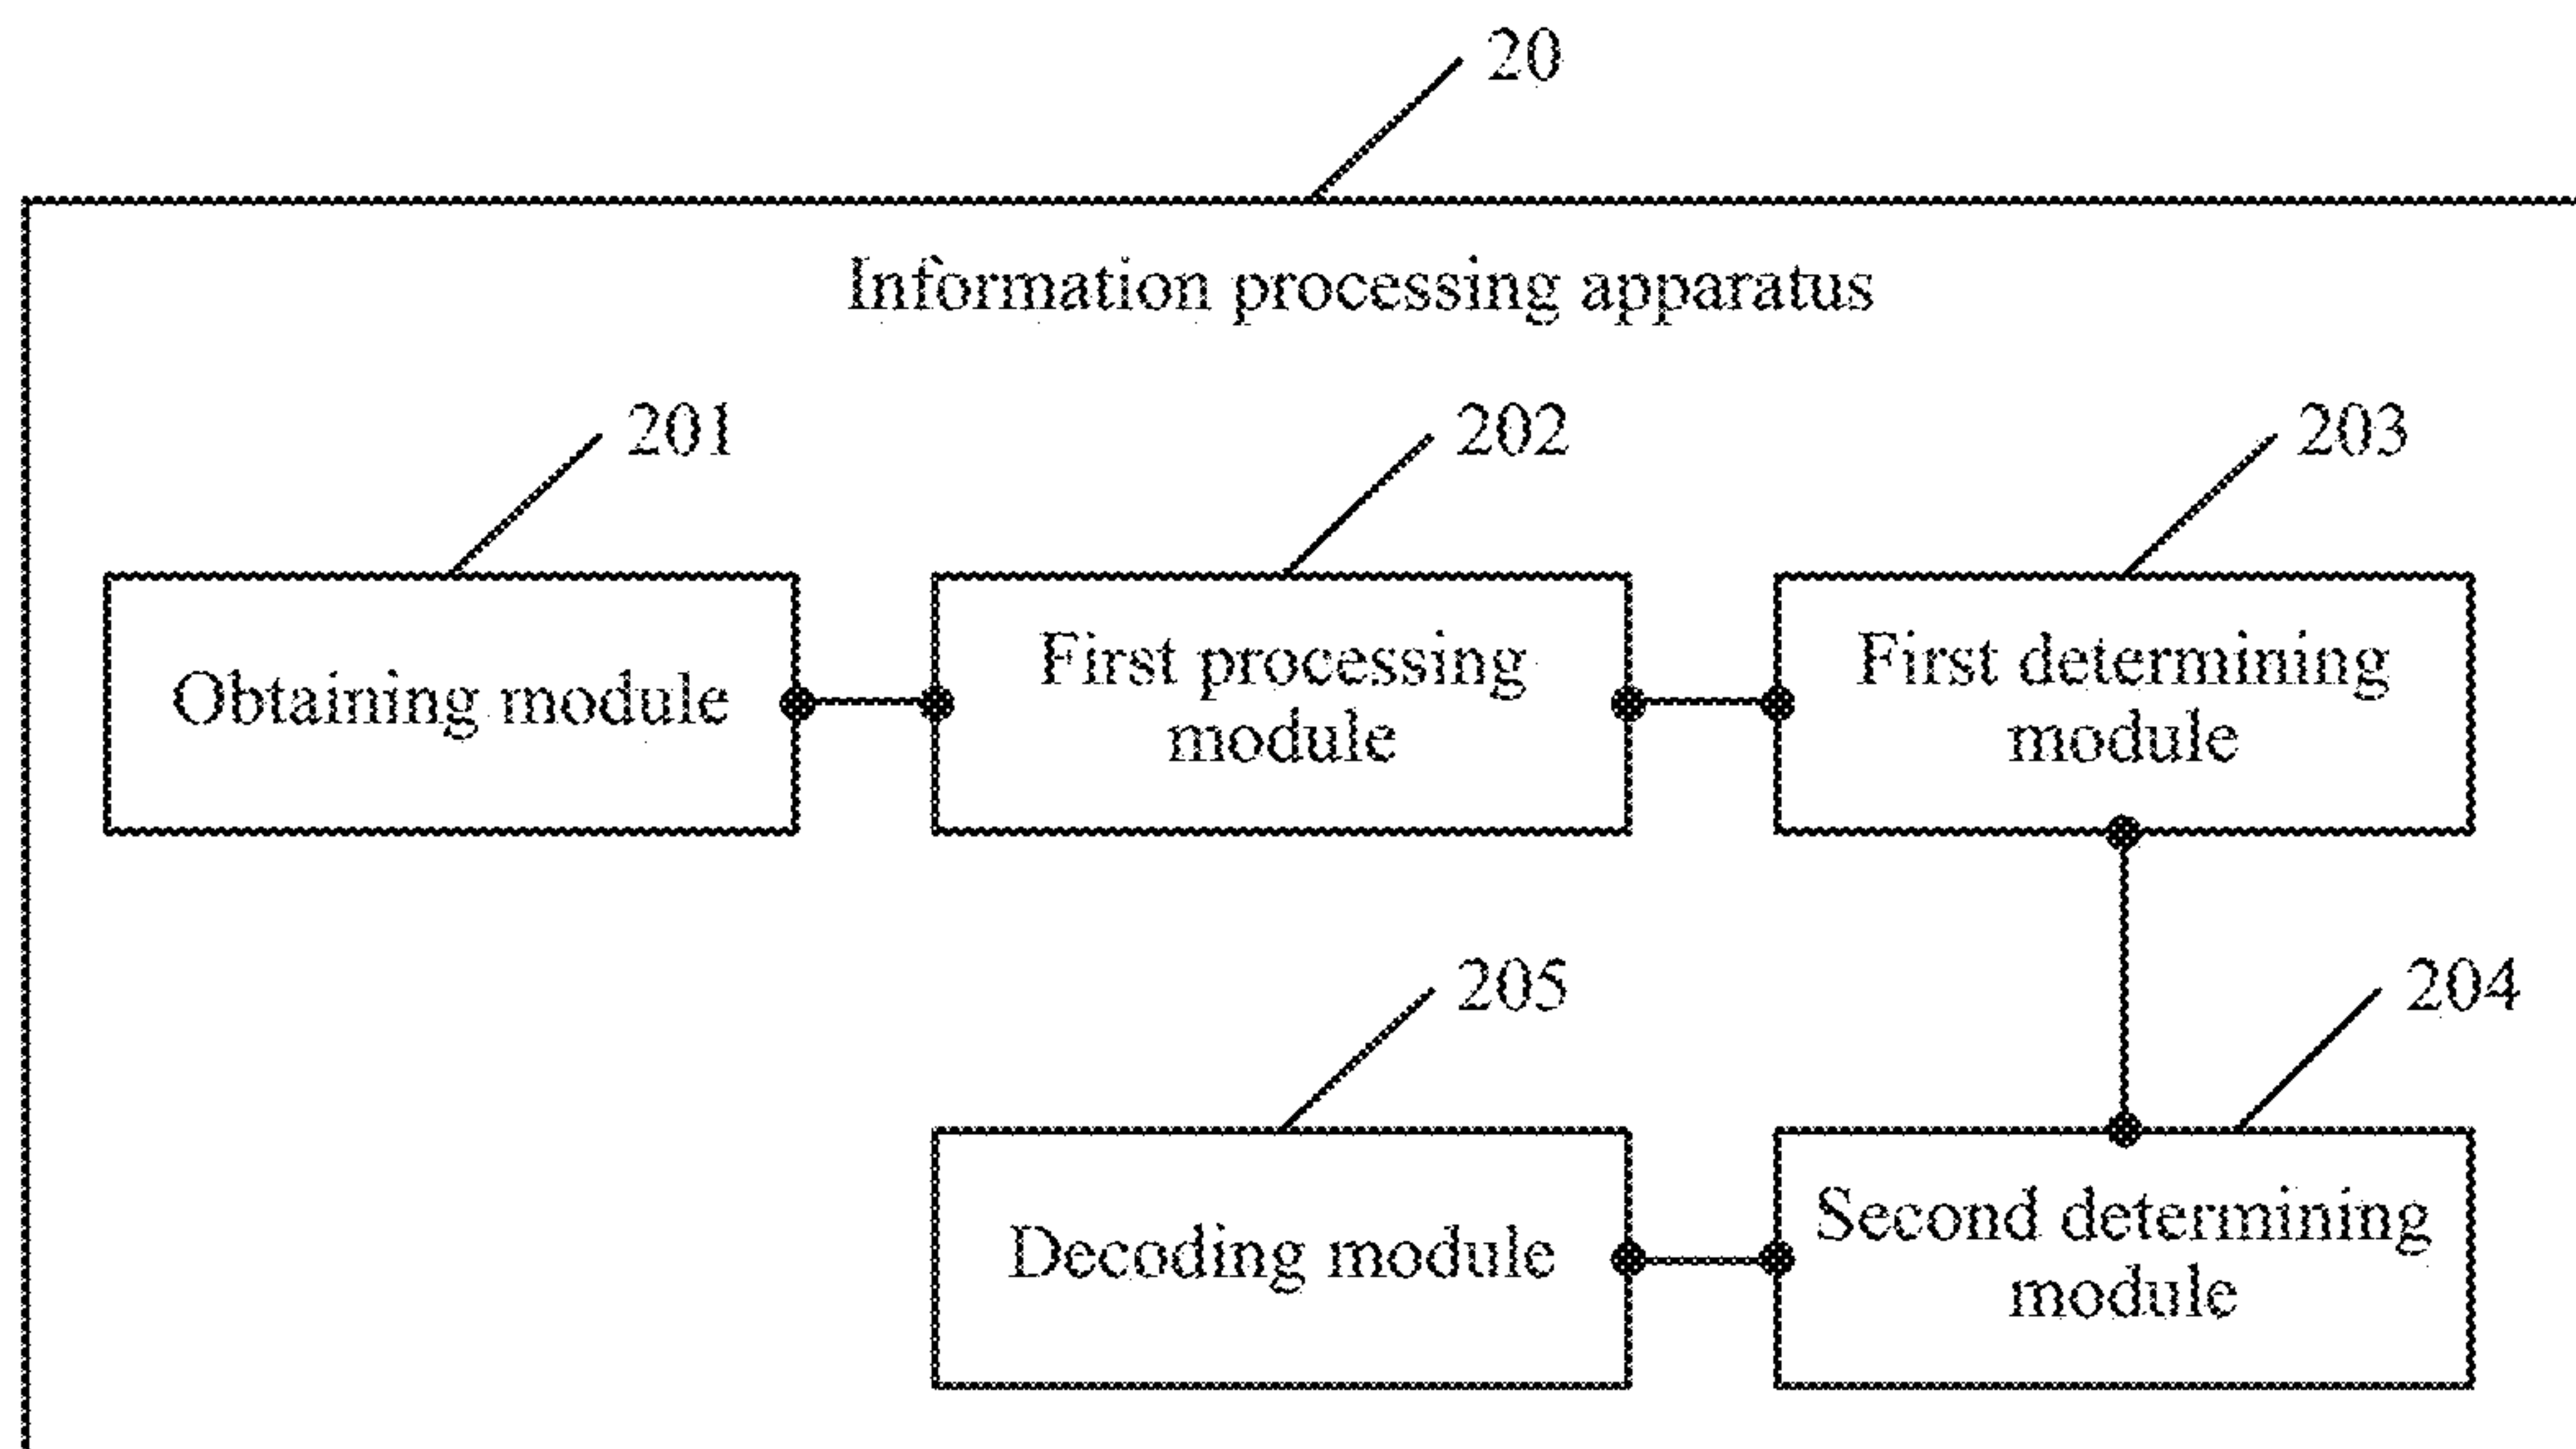 20
Information processing apparatus
201
202
203
Obtaining module
First processing
module
First determining
module
205
204
Decoding module
Second determining
module